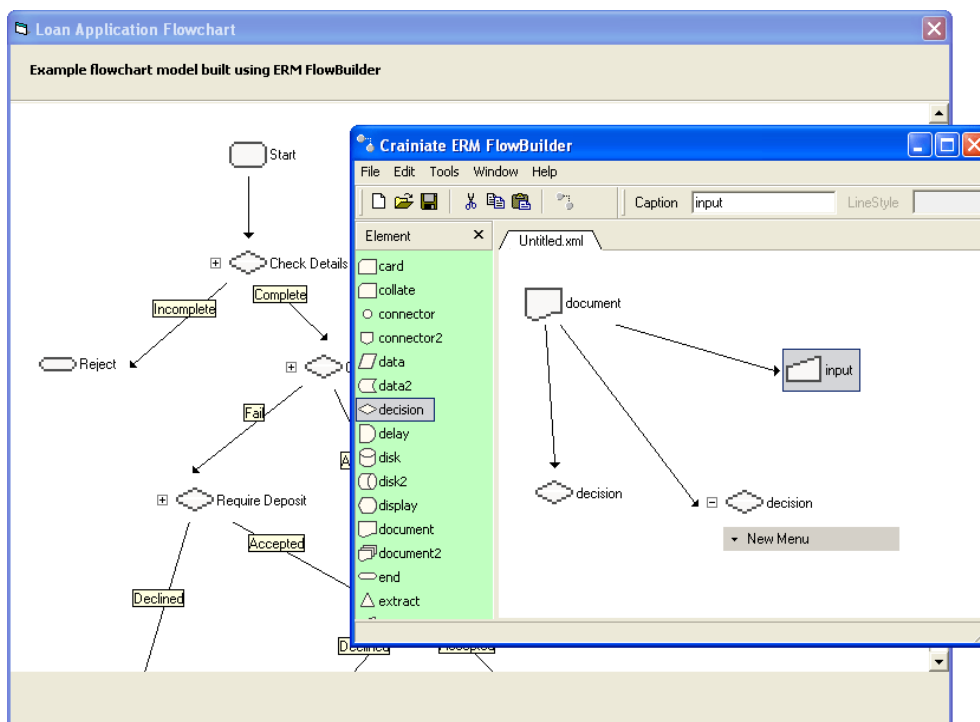 Loan Application Flowchart
Example flowchart model built using ERM FlowBuilder
Start
Check Details
Incomplete
Complete
Reject
Fail
Require Deposit
Accepted
Declined
Declined
Accepted
Crainiate ERM FlowBuilder
File Edit Tools Window Help
Caption input LineStyle
Element
Untitled.xml
card
collate
connector
connector2
data
data2
decision
delay
disk
disk2
display
document
document2
end
extract
document
input
decision
decision
New Menu